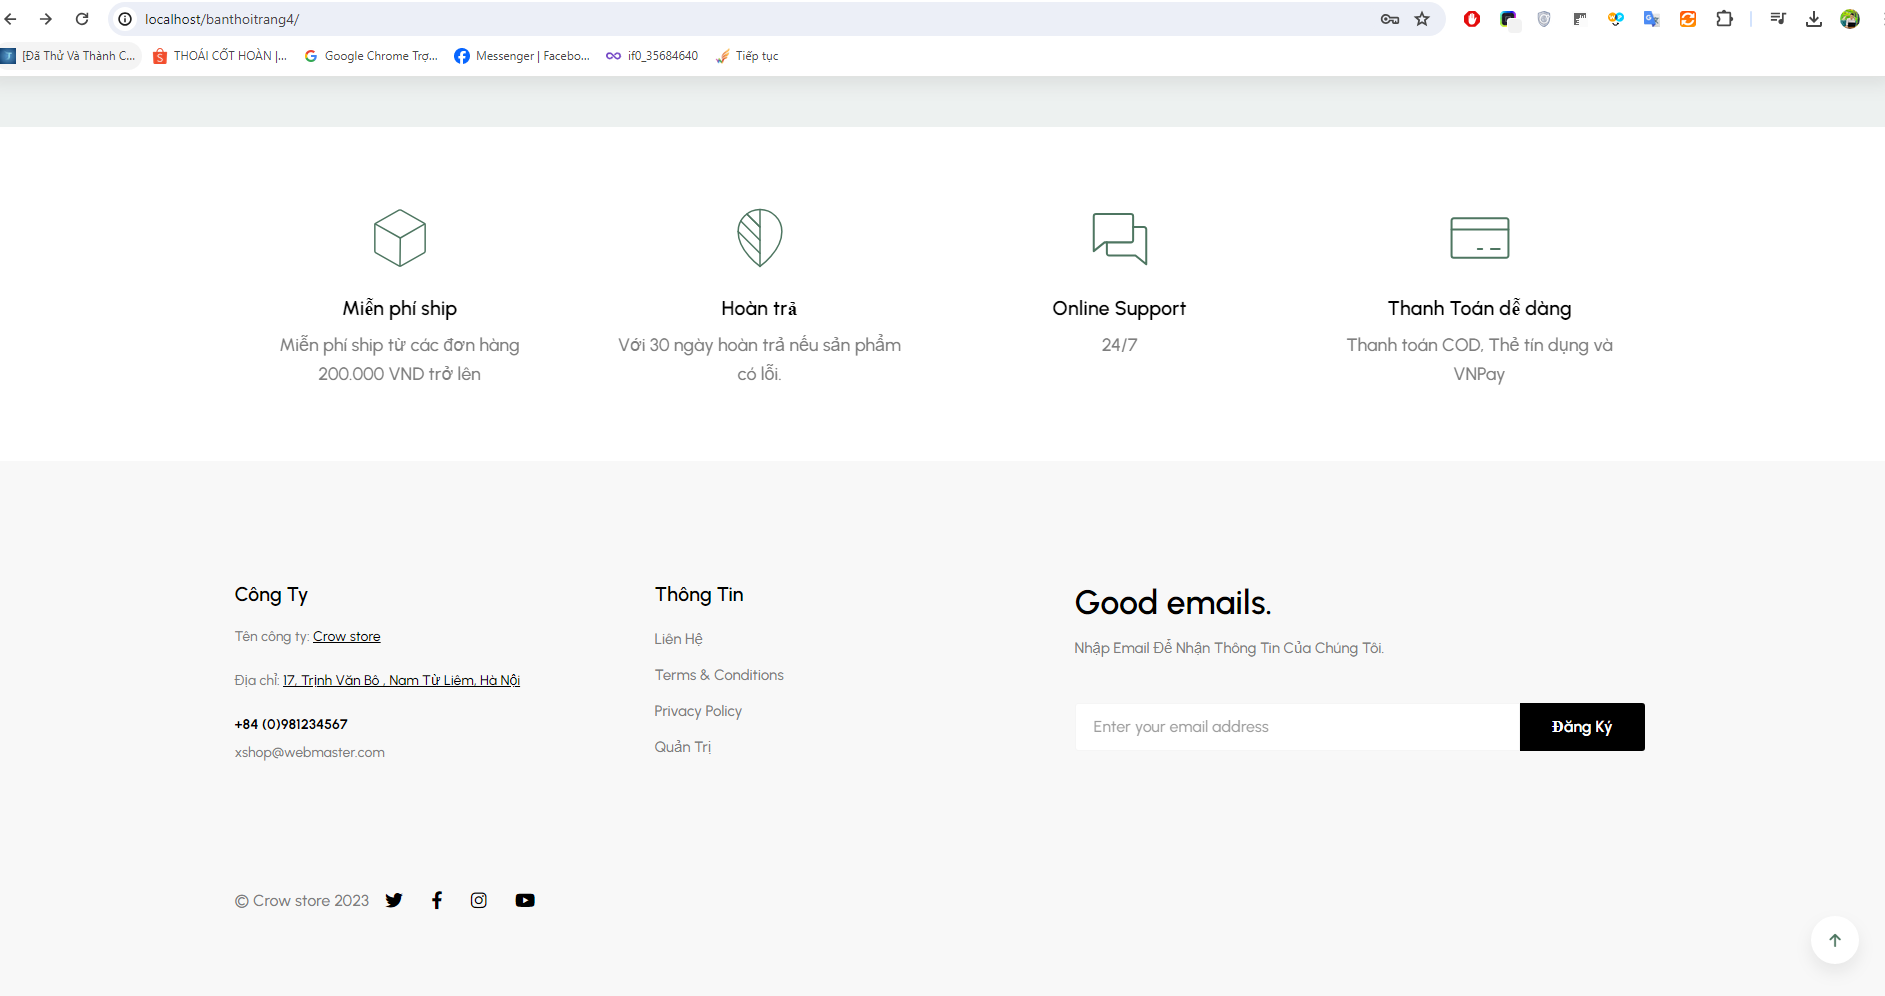 localhost/banthoitrang4/
[Đã Thử Và Thành C...
THOÁI CỐT HOÀN |...
Google Chrome Trợ...
Messenger | Facebo...
if0_35684640
Tiếp tục
Miễn phí ship
Miễn phí ship từ các đơn hàng
200.000 VND trở lên
Hoàn trả
Với 30 ngày hoàn trả nếu sản phẩm
có lỗi.
Online Support
24/7
Thanh Toán dễ dàng
Thanh toán COD, Thẻ tín dụng và
VNPay
Công Ty
Tên công ty: Crow store
Địa chỉ: 17, Trịnh Văn Bô , Nam Từ Liêm, Hà Nội
+84 (0)981234567
xshop@webmaster.com
Thông Tin
Liên Hệ
Terms & Conditions
Privacy Policy
Quản Trị
Good emails.
Nhập Email Để Nhận Thông Tin Của Chúng Tôi.
Enter your email address
Đăng Ký
© Crow store 2023